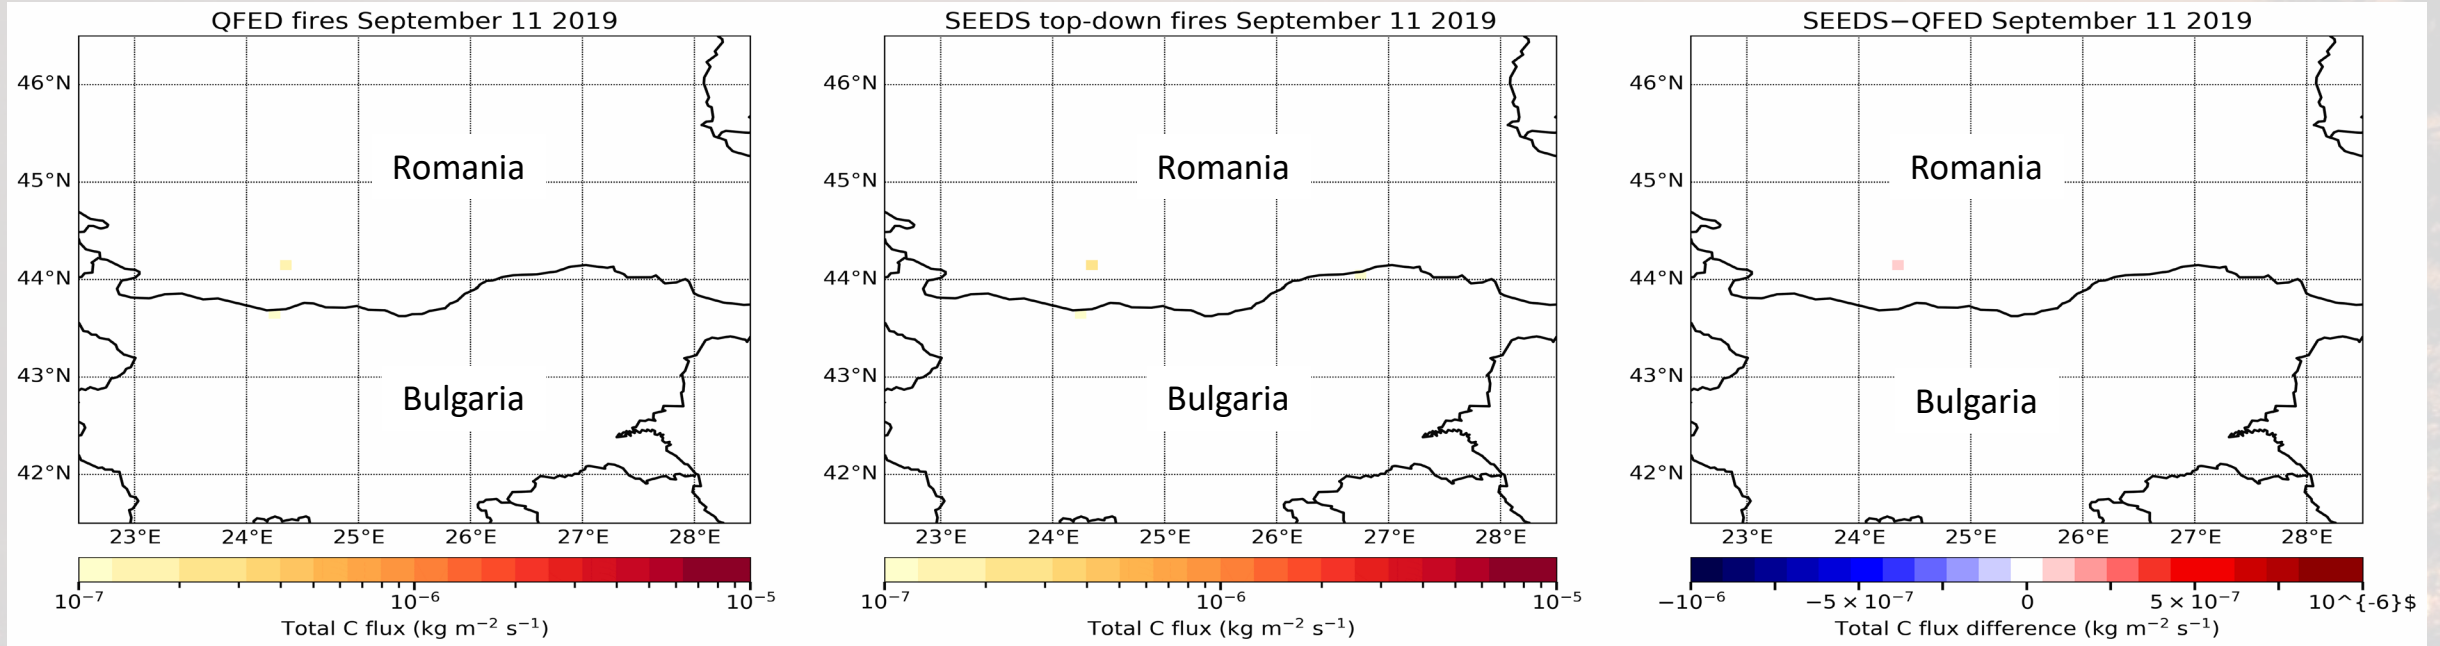 QFED fires September 11 2019
46°N
45°N
44°N
43°N
42°N
Romania
Bulgaria
23°E 24°E 25°E 26°E 27°E 28°E
10⁻⁷ 10⁻⁶ 10⁻⁵
Total C flux (kg m⁻² s⁻¹)
SEEDS top-down fires September 11 2019
46°N
45°N
44°N
43°N
42°N
Romania
Bulgaria
23°E 24°E 25°E 26°E 27°E 28°E
10⁻⁷ 10⁻⁶ 10⁻⁵
Total C flux (kg m⁻² s⁻¹)
SEEDS−QFED September 11 2019
46°N
45°N
44°N
43°N
42°N
Romania
Bulgaria
23°E 24°E 25°E 26°E 27°E 28°E
−10⁻⁶ −5 × 10⁻⁷ 0 5 × 10⁻⁷ 10^{-6}$
Total C flux difference (kg m⁻² s⁻¹)